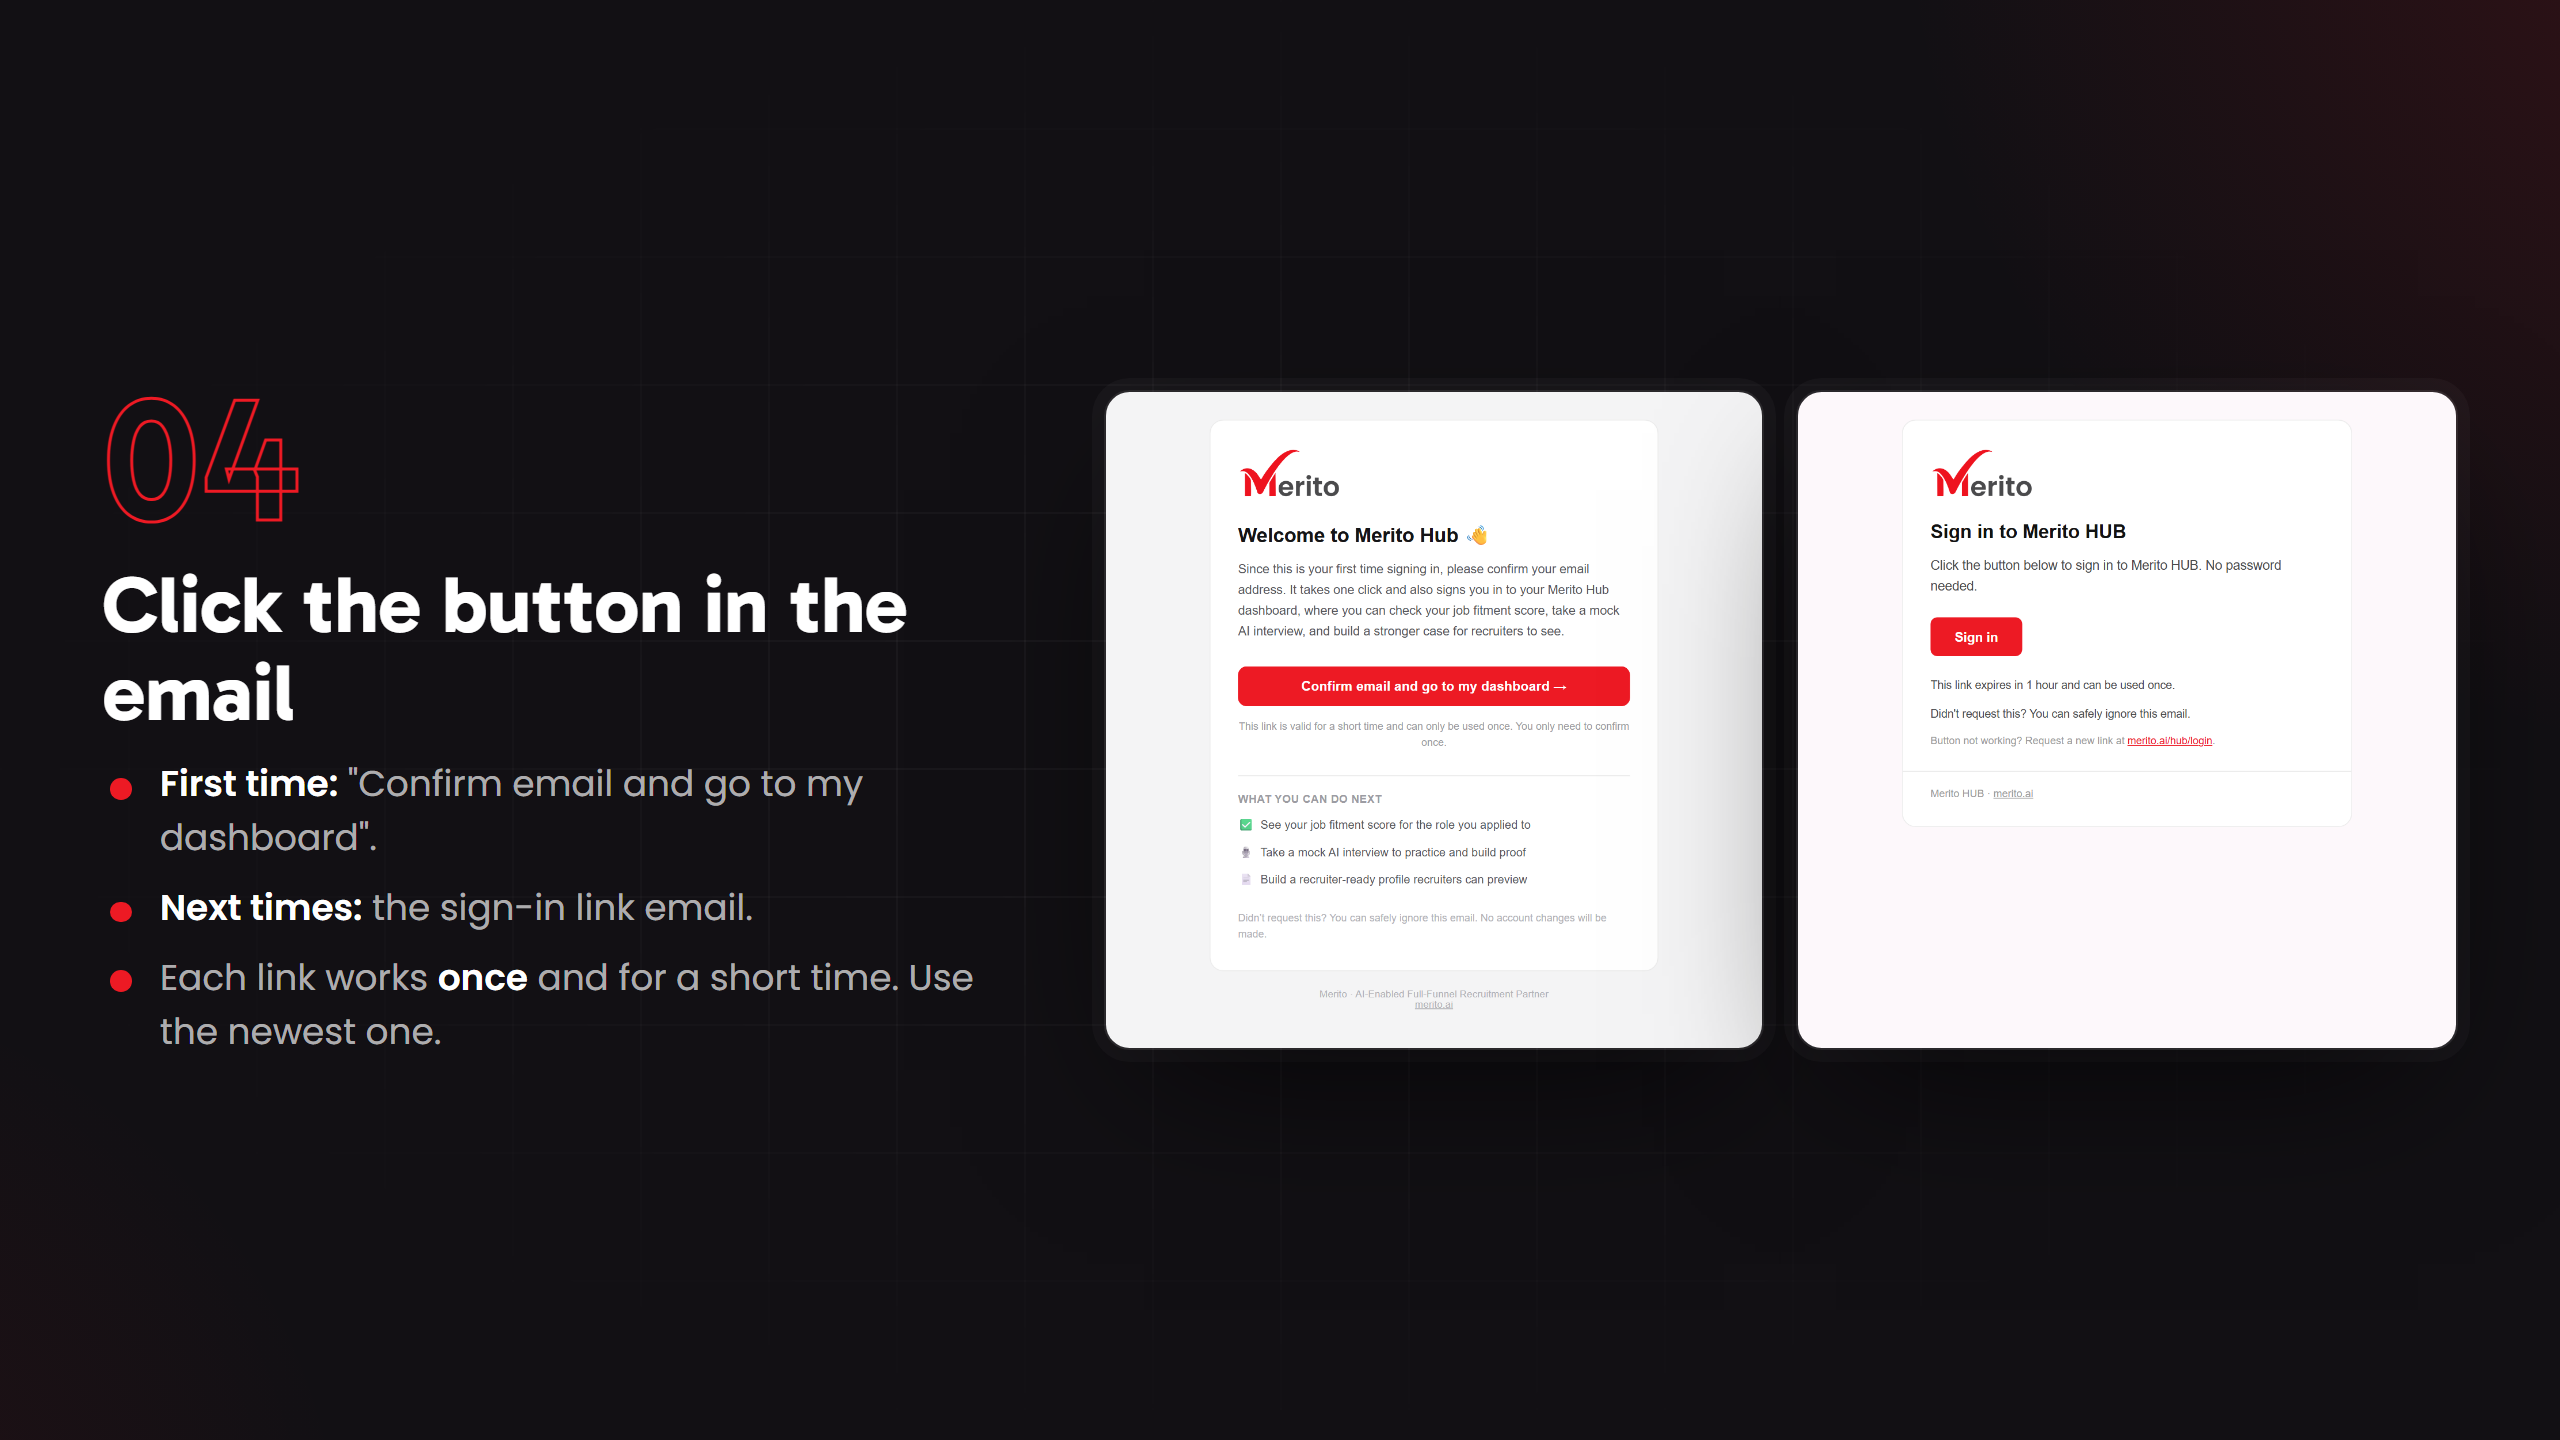 04
Click the button in the
email
First time: "Confirm email and go to my
dashboard".
Next times: the sign-in link email.
Each link works once and for a short time. Use
the newest one.
Merito
Welcome to Merito Hub 👋
Since this is your first time signing in, please confirm your email
address. It takes one click and also signs you in to your Merito Hub
dashboard, where you can check your job fitment score, take a mock
AI interview, and build a stronger case for recruiters to see.
Confirm email and go to my dashboard →
This link is valid for a short time and can only be used once. You only need to confirm
once.
WHAT YOU CAN DO NEXT
See your job fitment score for the role you applied to
Take a mock AI interview to practice and build proof
Build a recruiter-ready profile recruiters can preview
Didn't request this? You can safely ignore this email. No account changes will be
made.
Merito · AI-Enabled Full-Funnel Recruitment Partner
merito.ai
Merito
Sign in to Merito HUB
Click the button below to sign in to Merito HUB. No password
needed.
Sign in
This link expires in 1 hour and can be used once.
Didn't request this? You can safely ignore this email.
Button not working? Request a new link at merito.ai/hub/login.
Merito HUB · merito.ai